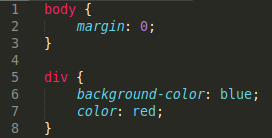 1 body {
2     margin: 0;
3 }
4
5 div {
6     background-color: blue;
7     color: red;
8 }